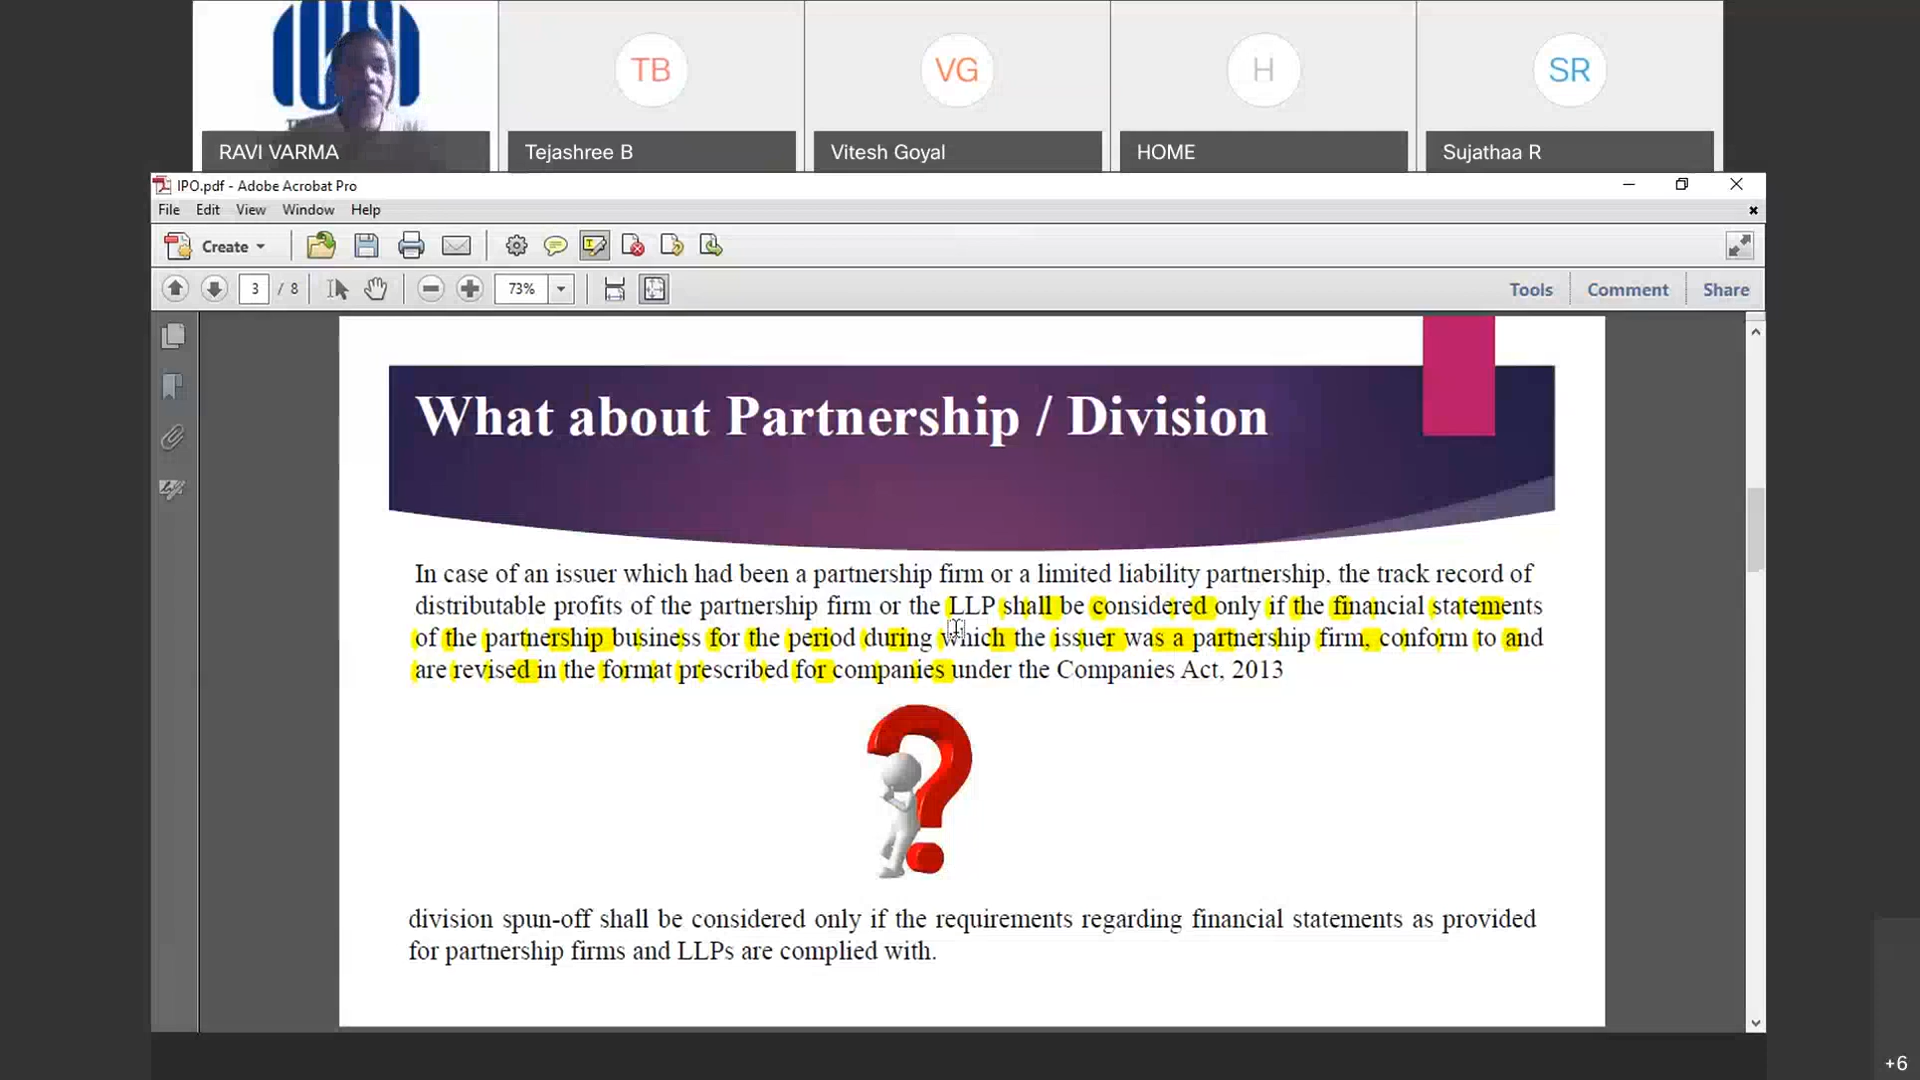 TB
VG
H
SR
RAVI VARMA
Tejashree B
Vitesh Goyal
HOME
Sujathaa R
IPO.pdf - Adobe Acrobat Pro
File Edit View Window Help
Create
3 / 8
73%
Tools Comment Share
What about Partnership / Division
In case of an issuer which had been a partnership firm or a limited liability partnership, the track record of
distributable profits of the partnership firm or the LLP shall be considered only if the financial statements
of the partnership business for the period during which the issuer was a partnership firm, conform to and
are revised in the format prescribed for companies under the Companies Act, 2013
division spun-off shall be considered only if the requirements regarding financial statements as provided
for partnership firms and LLPs are complied with.
+6